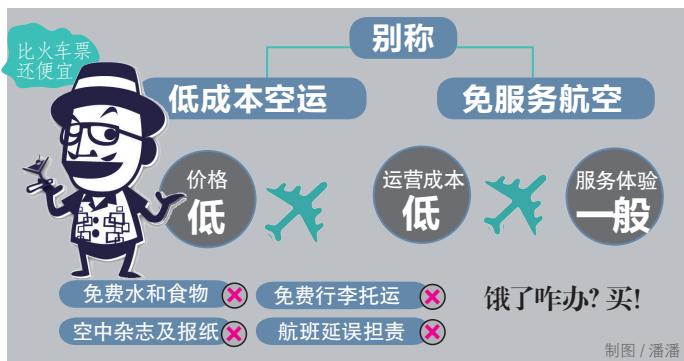 比火车票
还便宜
别称
低成本空运
免服务航空
价格
低
运营成本
低
服务体验
一般
免费水和食物
免费行李托运
空中杂志及报纸
航班延误担责
饿了咋办?买!
制图/潘潘